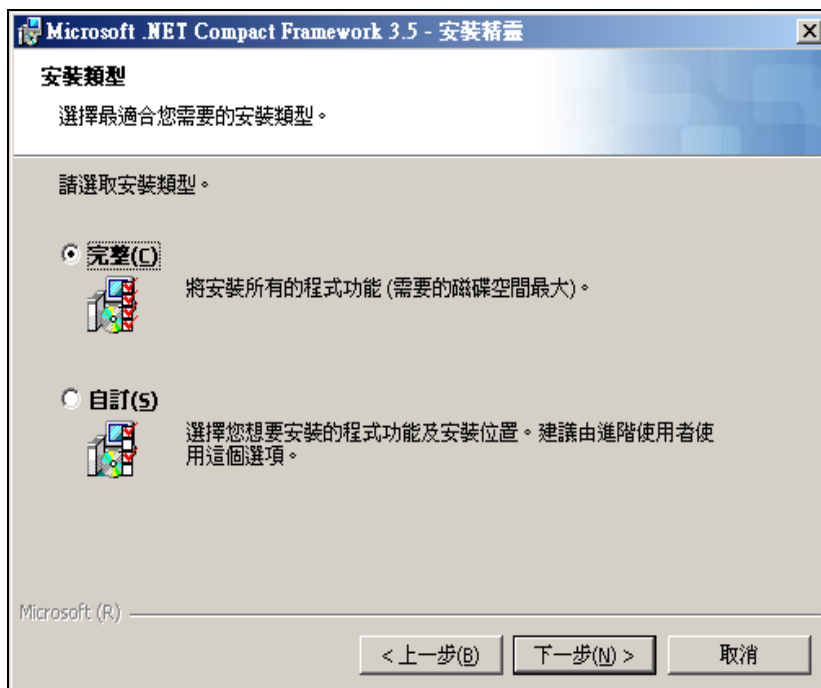 Microsoft .NET Compact Framework 3.5 - 安裝精靈
安裝類型
選擇最適合您需要的安裝類型。
請選取安裝類型。
完整(C)
將安裝所有的程式功能 (需要的磁碟空間最大)。
自訂(S)
選擇您想要安裝的程式功能及安裝位置。建議由進階使用者使
用這個選項。
Microsoft (R)
< 上一步(B) 下一步(N) > 取消